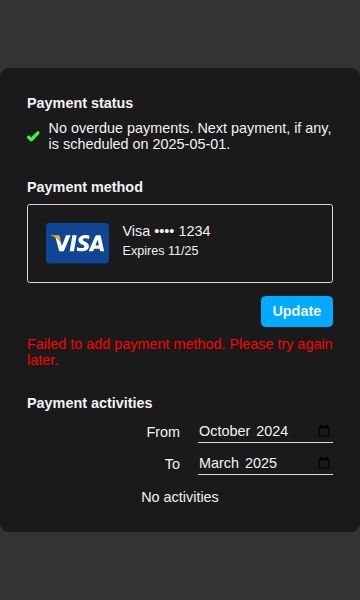 Payment status
No overdue payments. Next payment, if any,
is scheduled on 2025-05-01.
Payment method
VISA
Visa •••• 1234
Expires 11/25
Update
Failed to add payment method. Please try again
later.
Payment activities
From October 2024
To March 2025
No activities